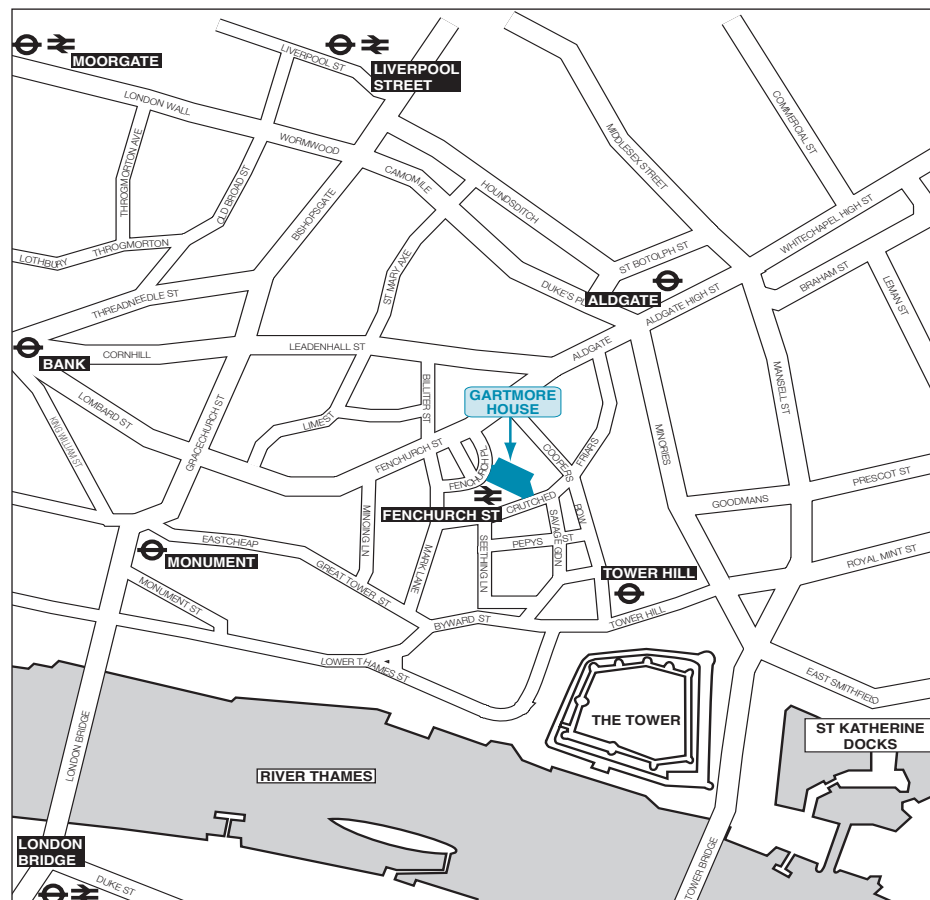 MOORGATE
LIVERPOOL ST
LIVERPOOL
STREET
LONDON WALL
WORMWOOD
CAMOMILE
HOUNDSDITCH
MIDDLESEX STREET
COMMERCIAL ST
THROGMORTON AVE
OLD BROAD ST
BISHOPSGATE
ST MARY AXE
WHITECHAPEL HIGH ST
LOTHBURY
THROGMORTON
ST BOTOLPH ST
BRAHAM ST
LEMAN ST
THREADNEEDLE ST
DUKE'S
ALDGATE
ALDGATE HIGH ST
BANK
CORNHILL
LEADENHALL ST
ALDGATE
LOMBARD ST
KING WILLIAM ST
GRACECHURCH ST
LIMEST
BILLITER ST
GARTMORE
HOUSE
MANSELL ST
MINORIES
FENCHURCH ST
FENCHURCH PL
COOPERS
FRIARS
PRESCOT ST
GOODMANS
FENCHURCH ST
CRUTCHED
ROW
MINCING LN
MARK LANE
SEETHING LN
PEPYS ST
SAVAGE GDN
EASTCHEAP
MONUMENT
GREAT TOWER ST
ROYAL MINT ST
TOWER HILL
MONUMENT ST
BYWARD ST
TOWER HILL
LOWER THAMES ST
EAST SMITHFIELD
THE TOWER
ST KATHERINE
DOCKS
LONDON BRIDGE
RIVER THAMES
TOWER BRIDGE
LONDON
BRIDGE
DUKE ST